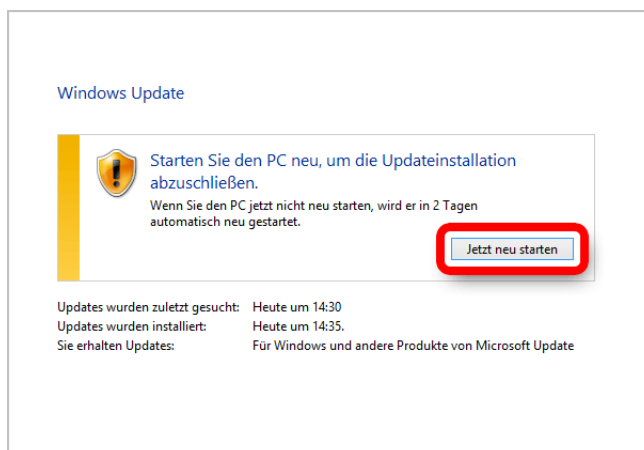 Windows Update
Starten Sie den PC neu, um die Updateinstallation
abzuschließen.
Wenn Sie den PC jetzt nicht neu starten, wird er in 2 Tagen
automatisch neu gestartet.
Jetzt neu starten
Updates wurden zuletzt gesucht: Heute um 14:30
Updates wurden installiert: Heute um 14:35.
Sie erhalten Updates: Für Windows und andere Produkte von Microsoft Update